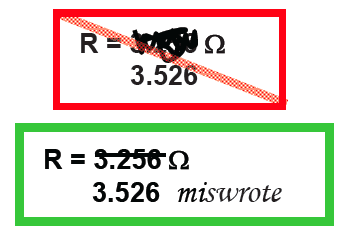 R = Ω
3.526
R = 3.256 Ω
3.526 miswrote